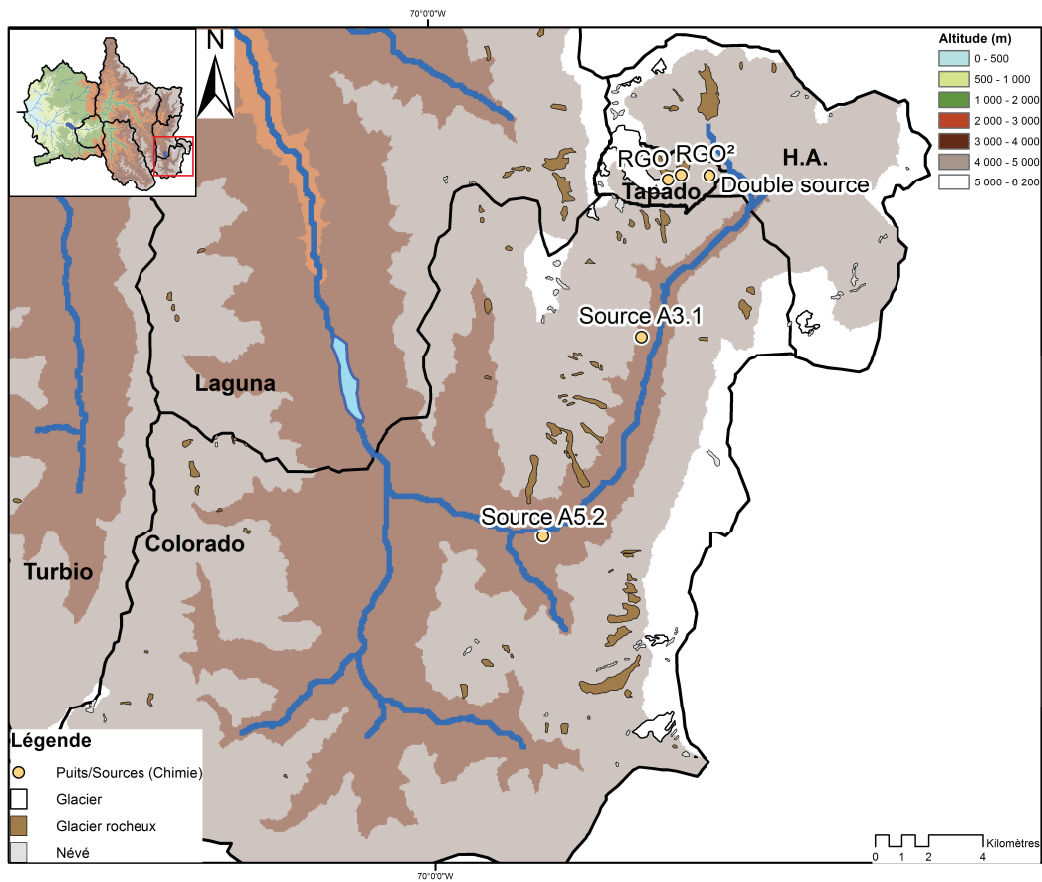 70°0'0"W
N
Altitude (m)
0 - 500
500 - 1 000
1 000 - 2 000
2 000 - 3 000
3 000 - 4 000
4 000 - 5 000
5 000 - 6 200
RGO RGO²
H.A.
Tapado
Double source
Source A3.1
Laguna
Source A5.2
Colorado
Turbio
Légende
Puits/Sources (Chimie)
Glacier
Glacier rocheux
Névé
Kilomètres
0 1 2 4
70°0'0"W